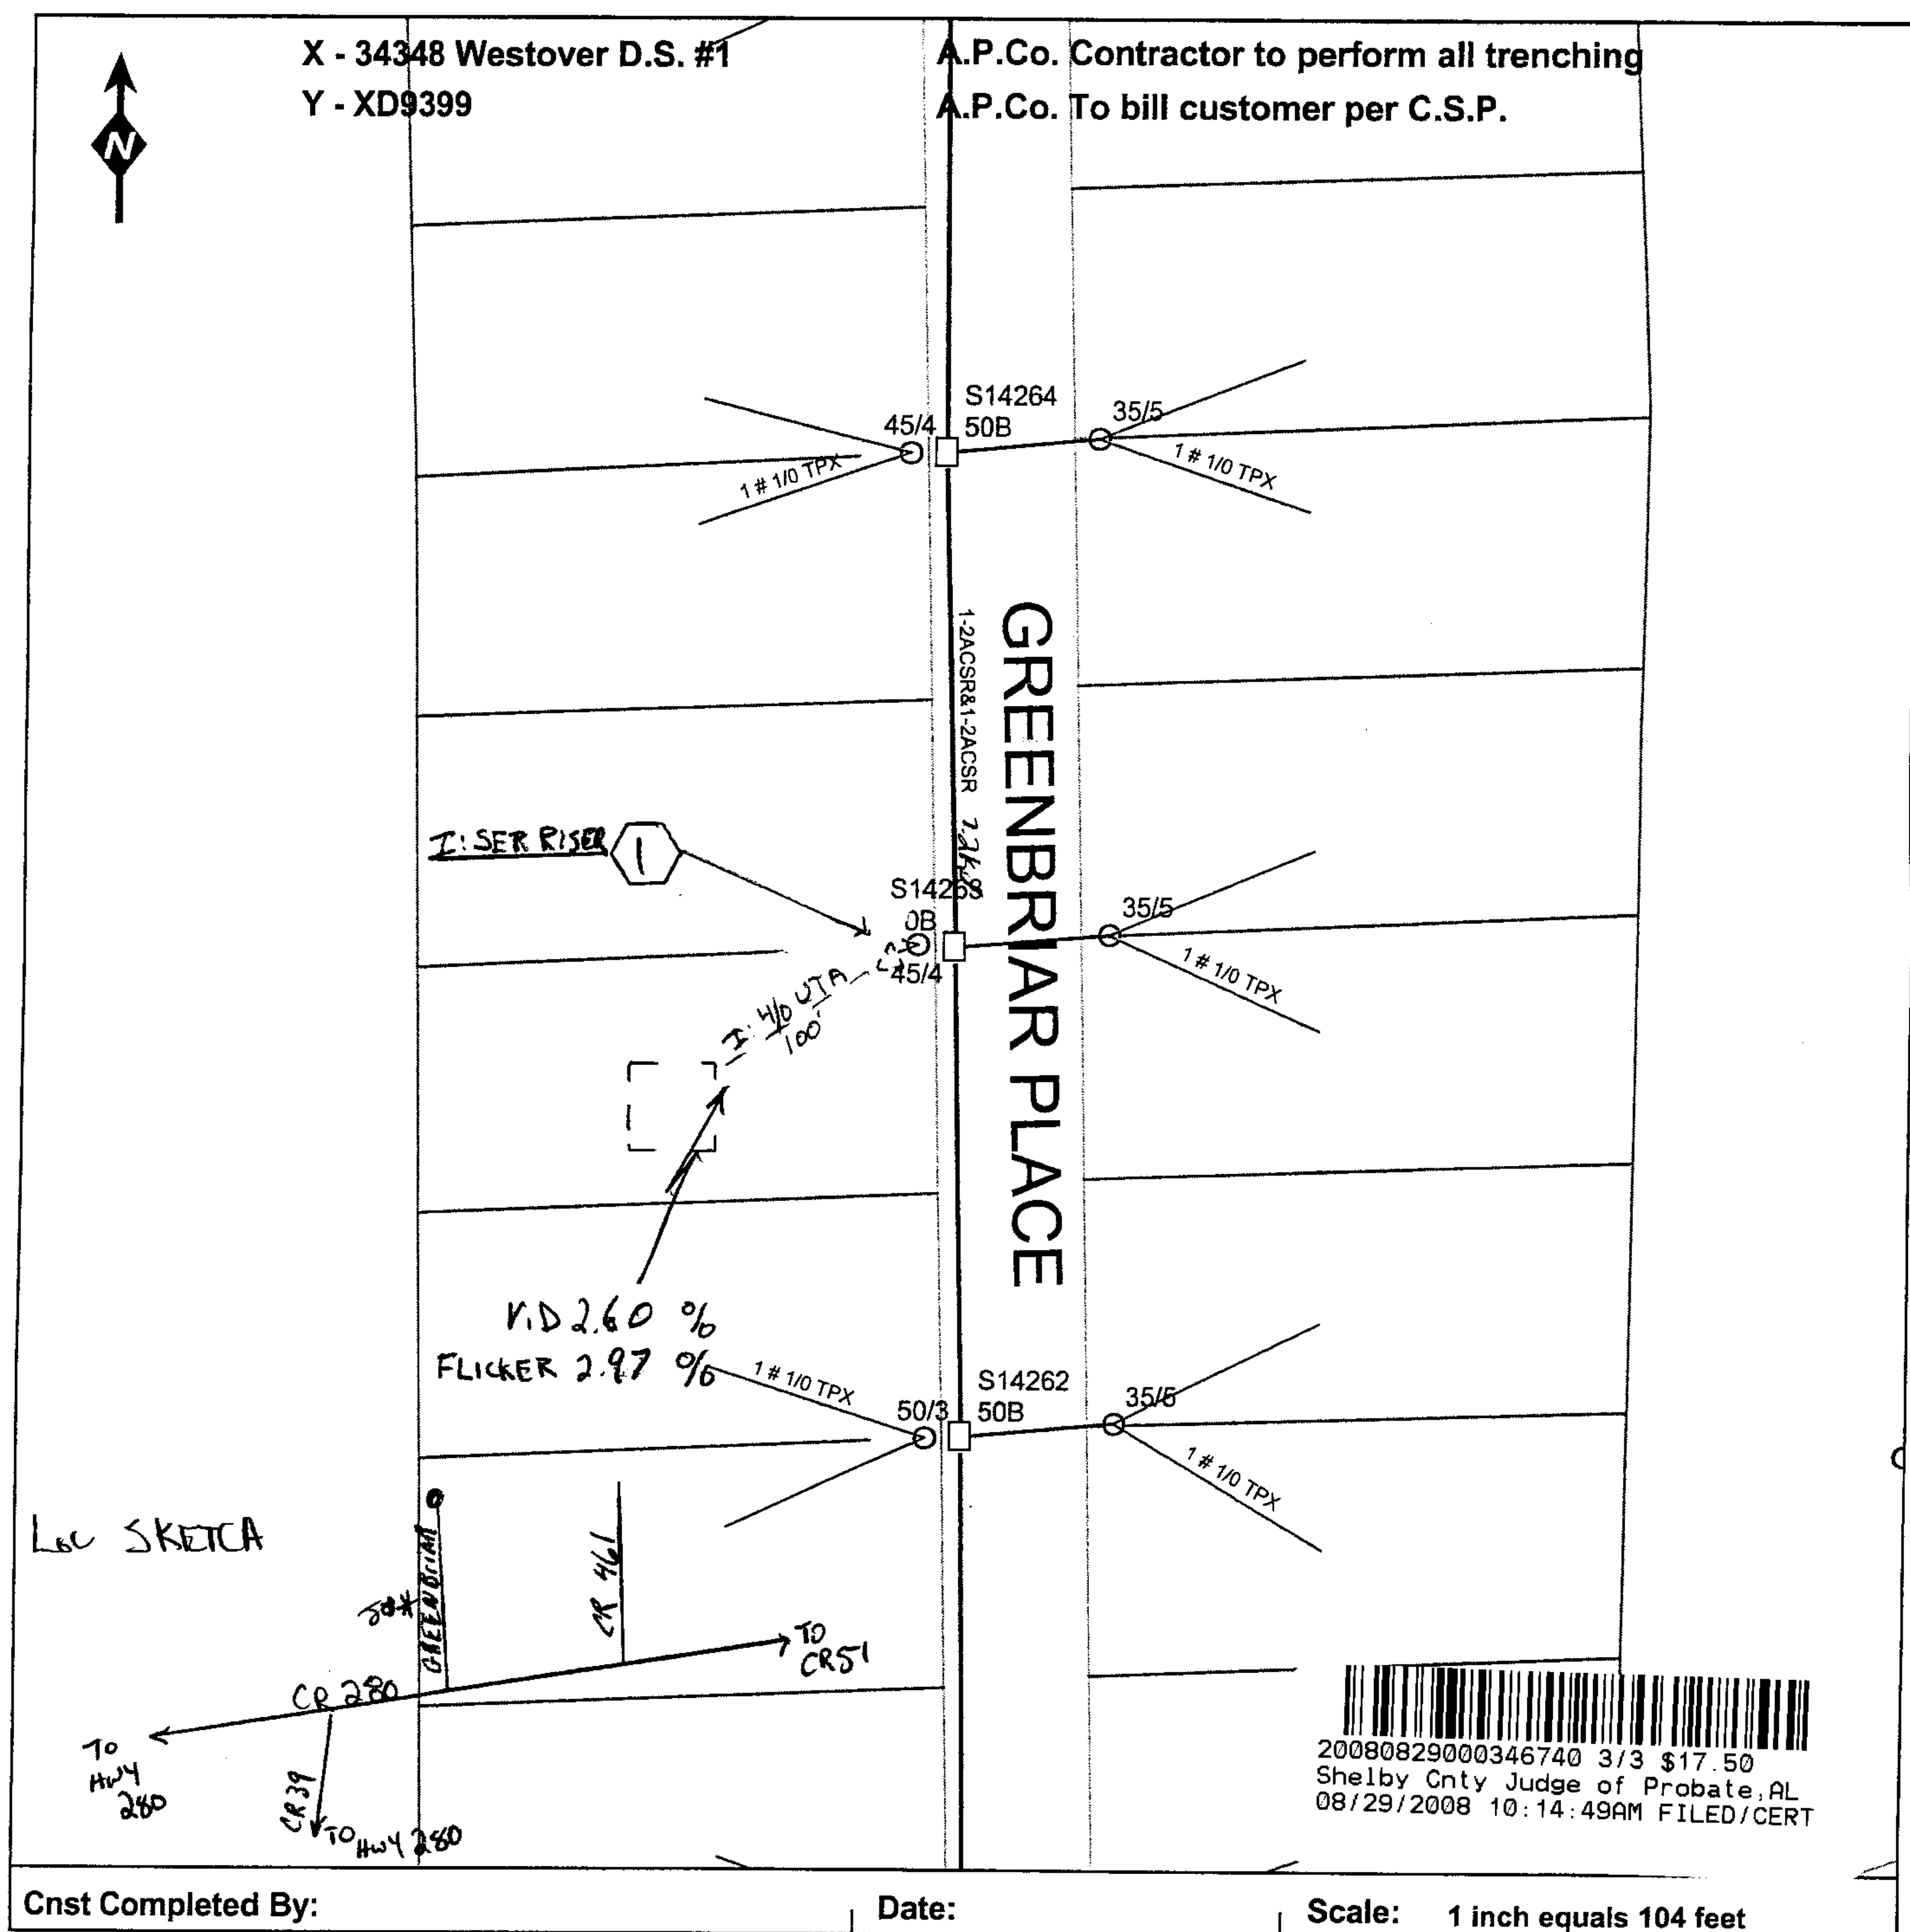 X - 34348 Westover D.S. #1
A.P.Co. Contractor to perform all trenching
Y - XD9399
A.P.Co. To bill customer per C.S.P.
N
S14264
45/4
50B
35/5
1 # 1/0 TPX
1 # 1/0 TPX
1-2ACSR&1-2ACSR
GREENBRIAR PLACE
I: SER RISER
1
S14263
0B
45/4
35/5
1 # 1/0 TPX
I: 4/0 UTA
100'
V.D 2.60 %
FLICKER 2.97 %
1 # 1/0 TPX
S14262
50/3
50B
35/5
1 # 1/0 TPX
LOC SKETCH
GREENBRIAR
CR 461
TO
CR51
CR 280
TO
HWY
280
CR39
TO HWY 280
20080829000346740 3/3 $17.50
Shelby Cnty Judge of Probate,AL
08/29/2008 10:14:49AM FILED/CERT
Cnst Completed By:
Date:
Scale: 1 inch equals 104 feet